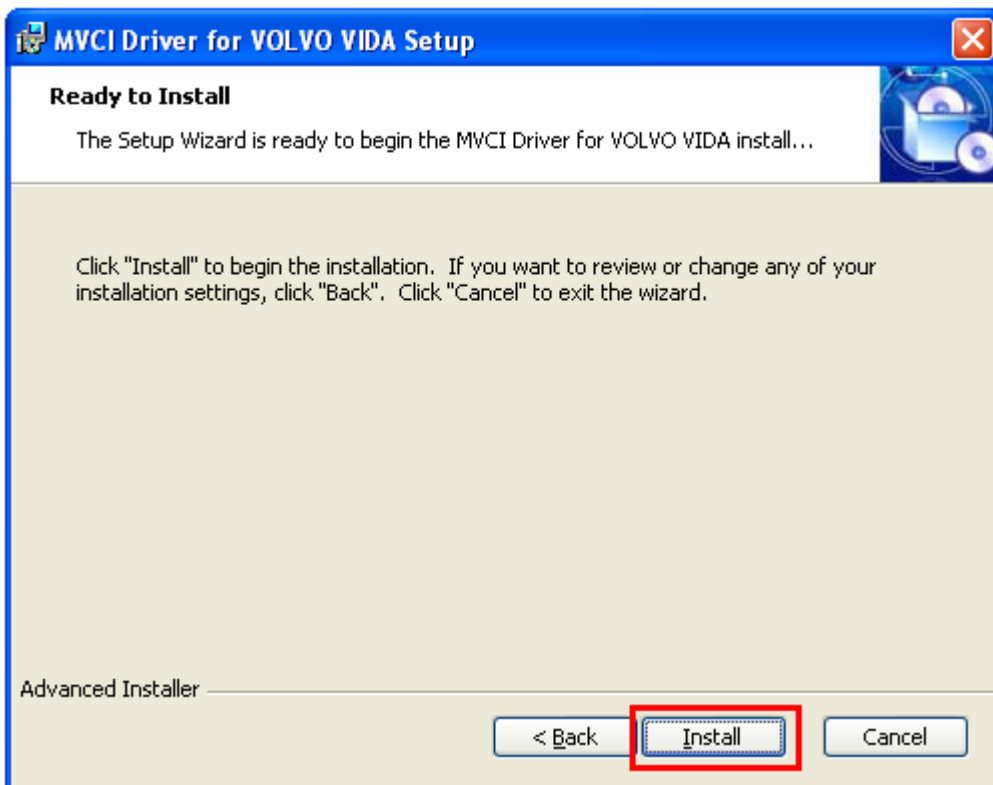 MVCI Driver for VOLVO VIDA Setup
Ready to Install
The Setup Wizard is ready to begin the MVCI Driver for VOLVO VIDA install...
Click "Install" to begin the installation.  If you want to review or change any of your
installation settings, click "Back".  Click "Cancel" to exit the wizard.
Advanced Installer
< Back
Install
Cancel